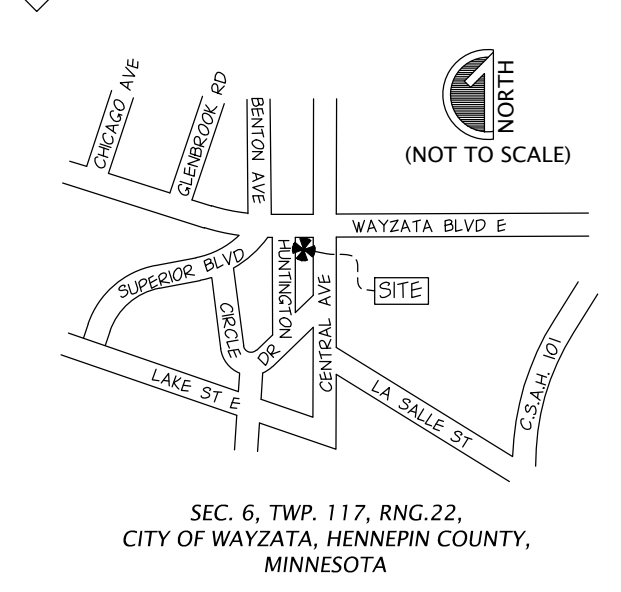 CHICAGO AVE
GLENBROOK RD
BENTON AVE
NORTH
(NOT TO SCALE)
WAYZATA BLVD E
SUPERIOR BLVD
HUNTINGTON
SITE
CIRCLE
DR
CENTRAL AVE
LAKE ST E
LA SALLE ST
C.S.A.H. 101
SEC. 6, TWP. 117, RNG.22,
CITY OF WAYZATA, HENNEPIN COUNTY,
MINNESOTA